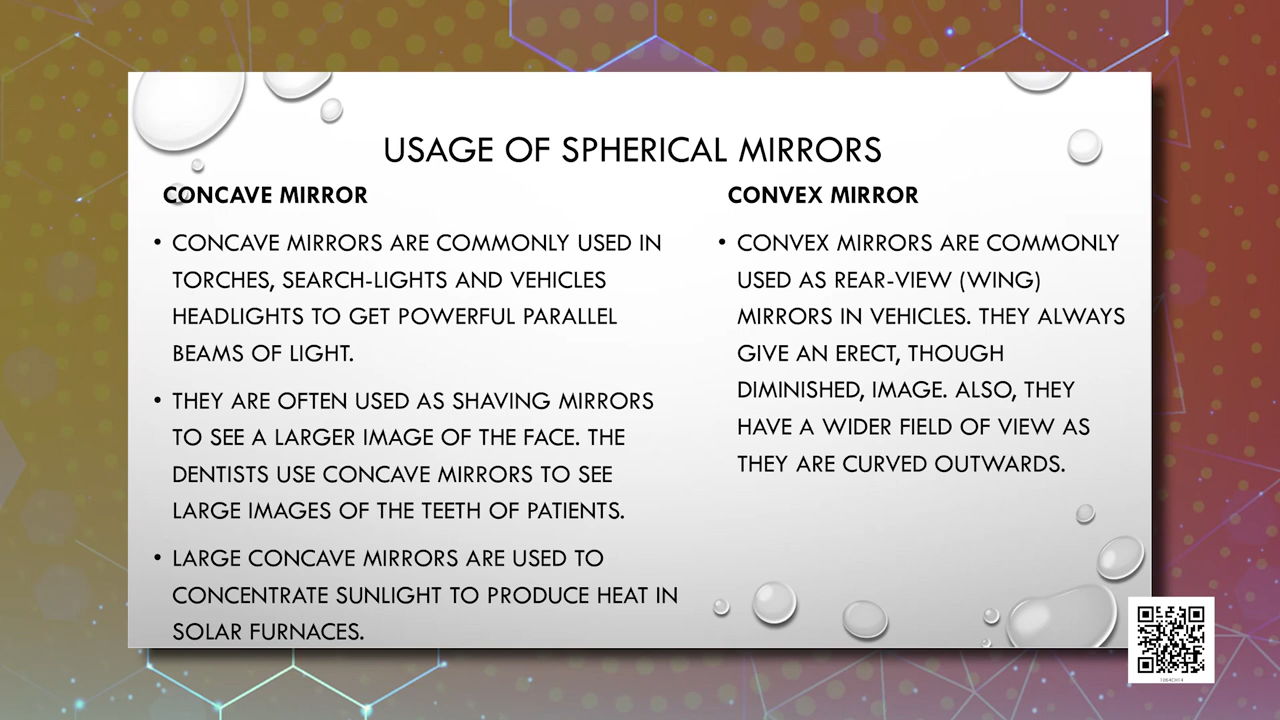 USAGE OF SPHERICAL MIRRORS
CONCAVE MIRROR
• CONCAVE MIRRORS ARE COMMONLY USED IN
TORCHES, SEARCH-LIGHTS AND VEHICLES
HEADLIGHTS TO GET POWERFUL PARALLEL
BEAMS OF LIGHT.
• THEY ARE OFTEN USED AS SHAVING MIRRORS
TO SEE A LARGER IMAGE OF THE FACE. THE
DENTISTS USE CONCAVE MIRRORS TO SEE
LARGE IMAGES OF THE TEETH OF PATIENTS.
• LARGE CONCAVE MIRRORS ARE USED TO
CONCENTRATE SUNLIGHT TO PRODUCE HEAT IN
SOLAR FURNACES.
CONVEX MIRROR
• CONVEX MIRRORS ARE COMMONLY
USED AS REAR-VIEW (WING)
MIRRORS IN VEHICLES. THEY ALWAYS
GIVE AN ERECT, THOUGH
DIMINISHED, IMAGE. ALSO, THEY
HAVE A WIDER FIELD OF VIEW AS
THEY ARE CURVED OUTWARDS.